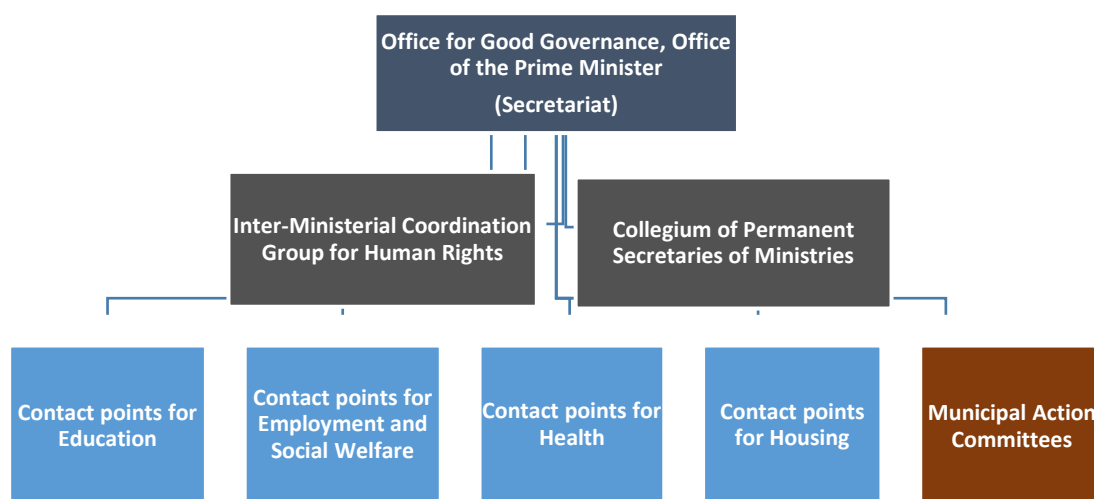 Office for Good Governance, Office
of the Prime Minister
(Secretariat)
Inter-Ministerial Coordination
Group for Human Rights
Collegium of Permanent
Secretaries of Ministries
Contact points for
Education
Contact points for
Employment and
Social Welfare
Contact points for
Health
Contact points
for Housing
Municipal Action
Committees